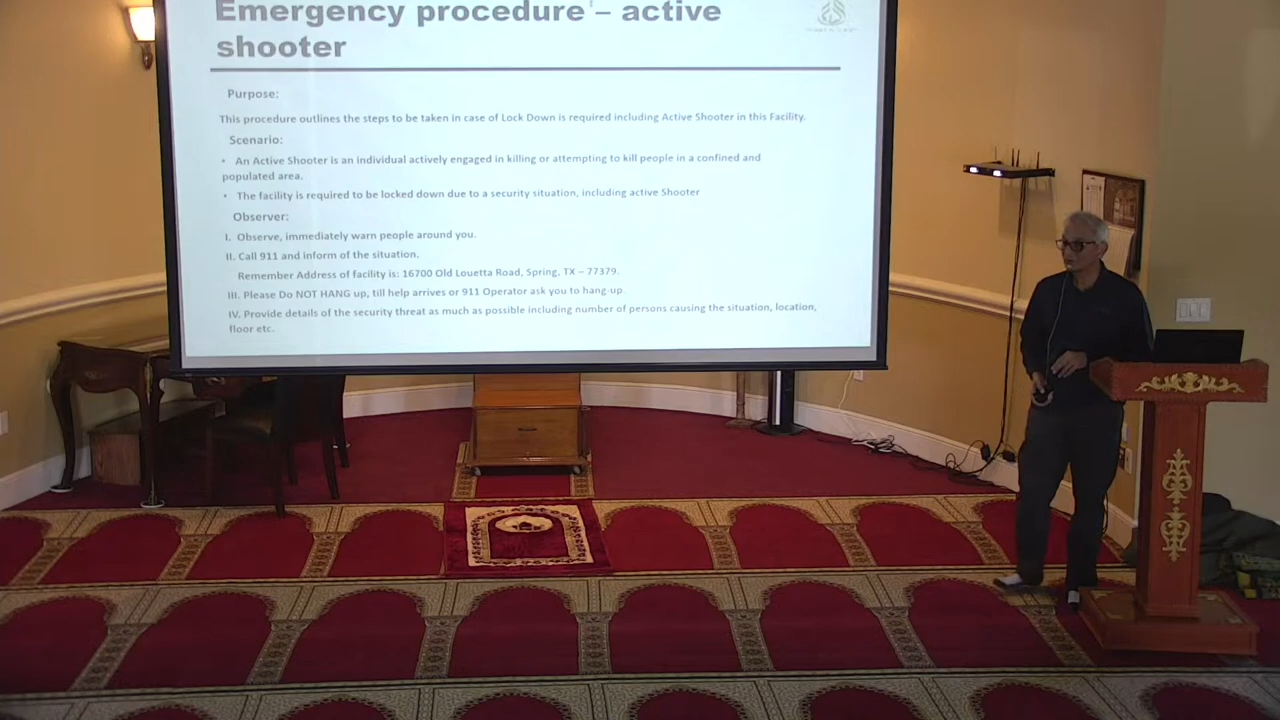 Emergency procedure – active
shooter
Purpose:
This procedure outlines the steps to be taken in case of Lock Down is required including Active Shooter in this Facility.
Scenario:
• An Active Shooter is an individual actively engaged in killing or attempting to kill people in a confined and
populated area.
• The facility is required to be locked down due to a security situation, including active Shooter
Observer:
I. Observe, immediately warn people around you.
II. Call 911 and inform of the situation.
Remember Address of facility is: 16700 Old Louetta Road, Spring, TX – 77379.
III. Please Do NOT HANG up, till help arrives or 911 Operator ask you to hang-up.
IV. Provide details of the security threat as much as possible including number of persons causing the situation, location,
floor etc.